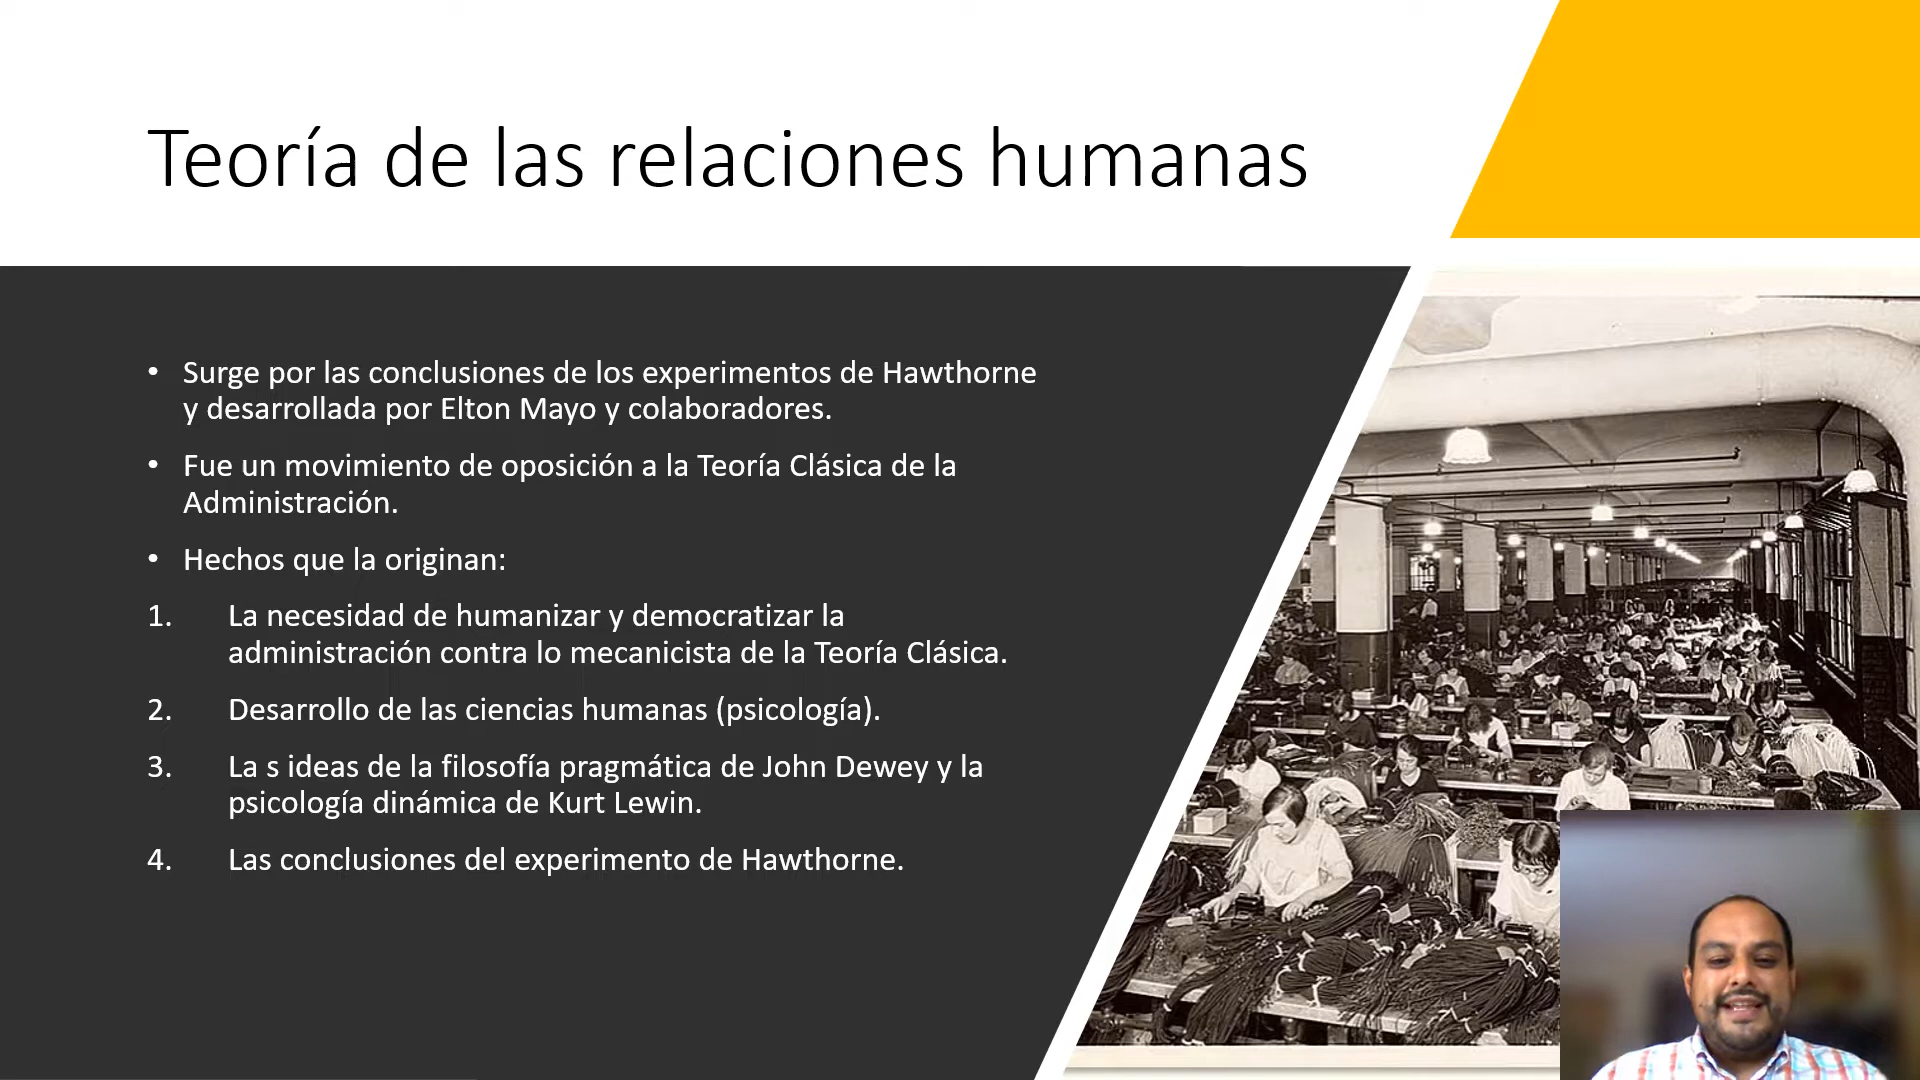 Teoría de las relaciones humanas
• Surge por las conclusiones de los experimentos de Hawthorne
y desarrollada por Elton Mayo y colaboradores.
• Fue un movimiento de oposición a la Teoría Clásica de la
Administración.
• Hechos que la originan:
1. La necesidad de humanizar y democratizar la
administración contra lo mecanicista de la Teoría Clásica.
2. Desarrollo de las ciencias humanas (psicología).
3. La s ideas de la filosofía pragmática de John Dewey y la
psicología dinámica de Kurt Lewin.
4. Las conclusiones del experimento de Hawthorne.